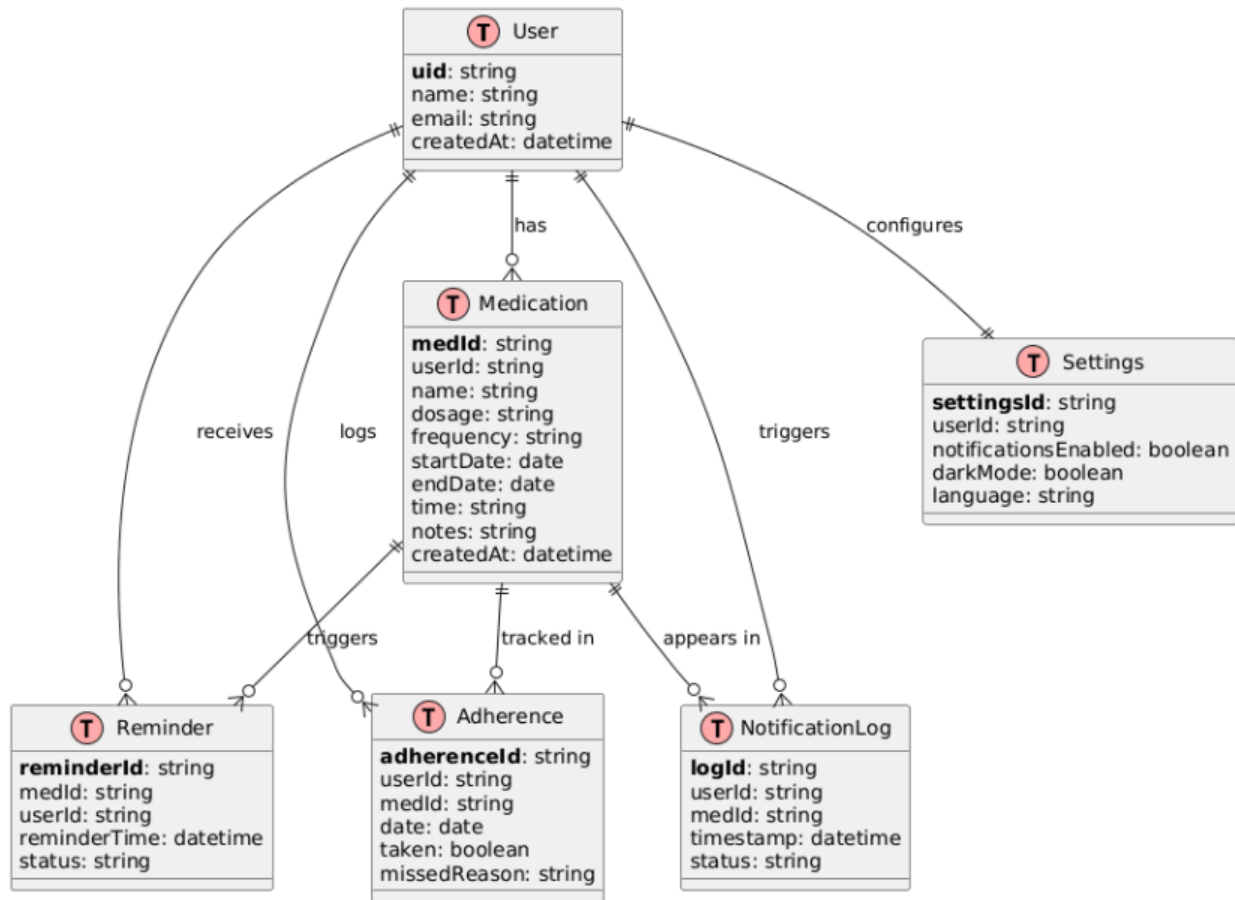 T User
uid: string
name: string
email: string
createdAt: datetime
has
configures
T Medication
medId: string
userId: string
name: string
dosage: string
frequency: string
startDate: date
endDate: date
time: string
notes: string
createdAt: datetime
T Settings
settingsId: string
userId: string
notificationsEnabled: boolean
darkMode: boolean
language: string
receives
logs
triggers
triggers
tracked in
appears in
T Reminder
reminderId: string
medId: string
userId: string
reminderTime: datetime
status: string
T Adherence
adherenceId: string
userId: string
medId: string
date: date
taken: boolean
missedReason: string
T NotificationLog
logId: string
userId: string
medId: string
timestamp: datetime
status: string